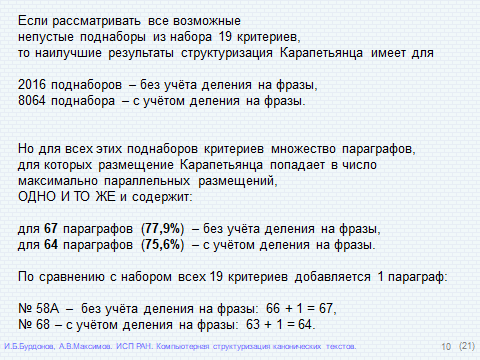 Если рассматривать все возможные
непустые поднаборы из набора 19 критериев,
то наилучшие результаты структуризация Карапетьянца имеет для
2016 поднаборов – без учёта деления на фразы,
8064 поднабора – с учётом деления на фразы.
Но для всех этих поднаборов критериев множество параграфов,
для которых размещение Карапетьянца попадает в число
максимально параллельных размещений,
ОДНО И ТО ЖЕ и содержит:
для 67 параграфов (77,9%) – без учёта деления на фразы,
для 64 параграфов (75,6%) – с учётом деления на фразы.
По сравнению с набором всех 19 критериев добавляется 1 параграф:
№ 58А – без учёта деления на фразы: 66 + 1 = 67,
№ 68 – с учётом деления на фразы: 63 + 1 = 64.
И.Б.Бурдонов, А.В.Максимов. ИСП РАН. Компьютерная структуризация канонических текстов. 10 (21)